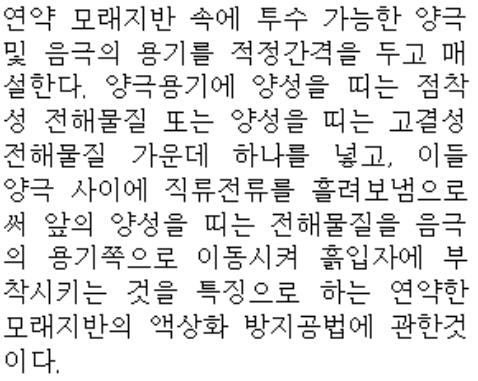 연약 모래지반 속에 투수 가능한 양극
및 음극의 용기를 적정간격을 두고 매
설한다. 양극용기에 양성을 띠는 점착
성 전해물질 또는 양성을 띠는 고결성
전해물질 가운데 하나를 넣고, 이들
양극 사이에 직류전류를 흘려보냄으로
써 앞의 양성을 띠는 전해물질을 음극
의 용기쪽으로 이동시켜 흙입자에 부
착시키는 것을 특징으로 하는 연약한
모래지반의 액상화 방지공법에 관한것
이다.